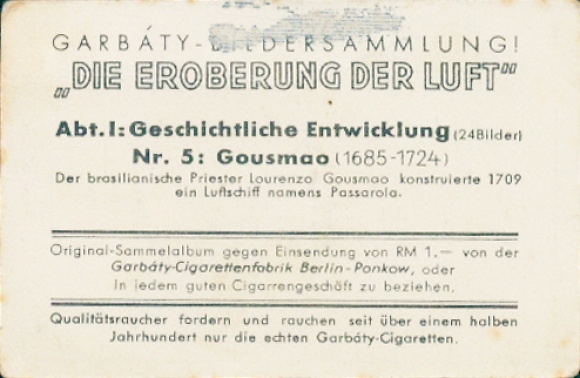 GARBÁTY-BILDERSAMMLUNG!
„DIE EROBERUNG DER LUFT"
Abt. I: Geschichtliche Entwicklung (24 Bilder)
Nr. 5: Gousmao (1685-1724)
Der brasilianische Priester Lourenzo Gousmao konstruierte 1709
ein Luftschiff namens Passarola.
Original-Sammelalbum gegen Einsendung von RM 1.— von der
Garbáty-Cigarettenfabrik Berlin-Pankow, oder
In jedem guten Cigarrengeschäft zu beziehen.
Qualitätsraucher fordern und rauchen seit über einem halben
Jahrhundert nur die echten Garbáty-Cigaretten.